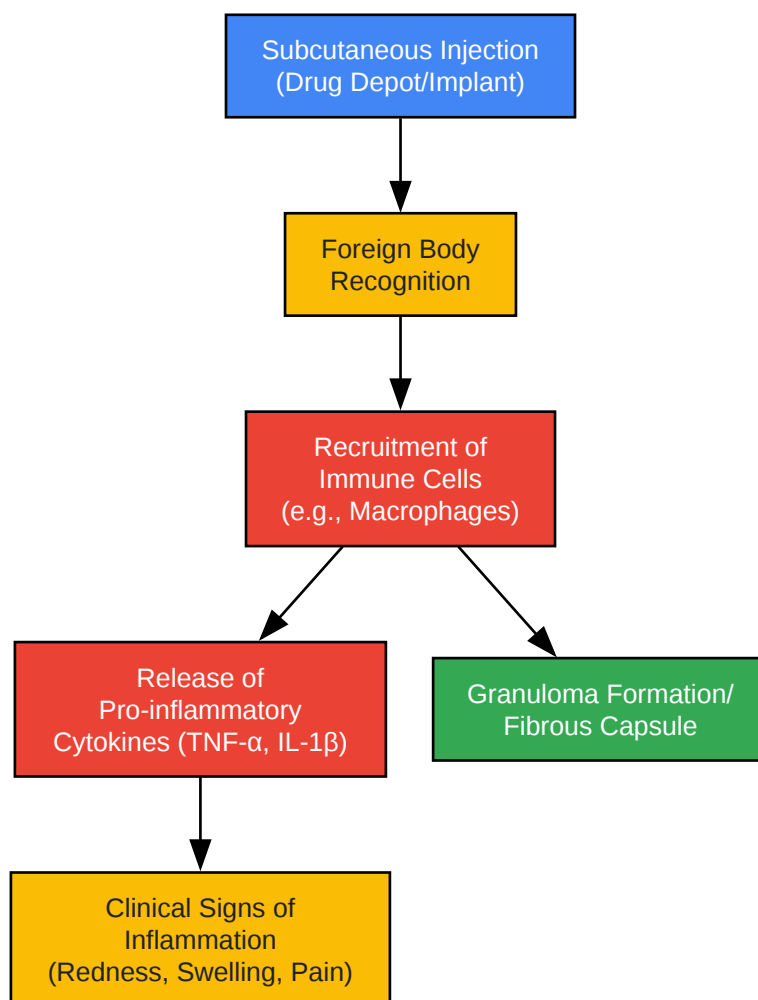 Subcutaneous Injection
(Drug Depot/Implant)
Foreign Body
Recognition
Recruitment of
Immune Cells
(e.g., Macrophages)
Release of
Pro-inflammatory
Cytokines (TNF-α, IL-1β)
Granuloma Formation/
Fibrous Capsule
Clinical Signs of
Inflammation
(Redness, Swelling, Pain)